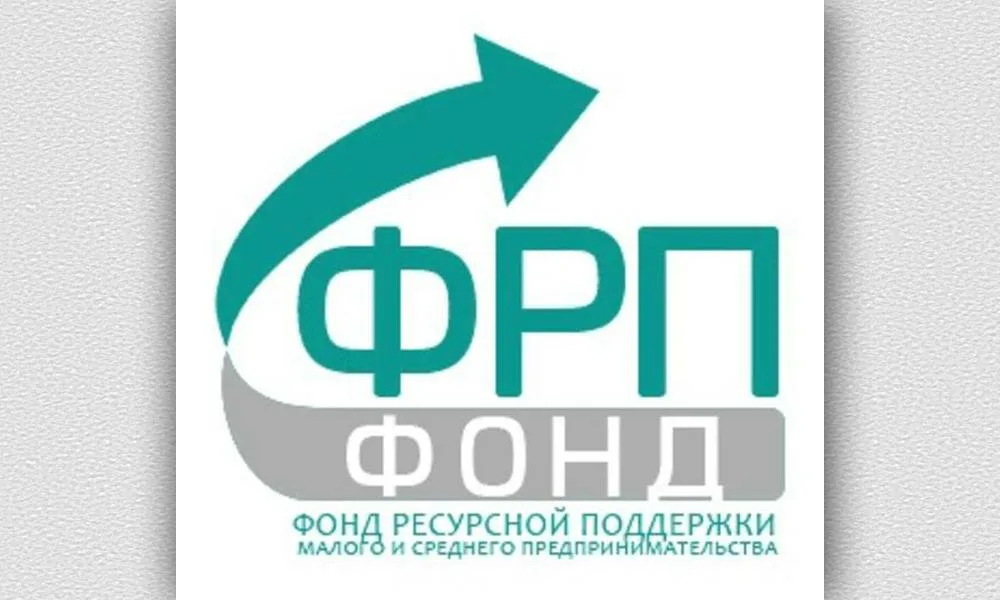 ФРП
ФОНД
ФОНД РЕСУРСНОЙ ПОДДЕРЖКИ
МАЛОГО И СРЕДНЕГО ПРЕДПРИНИМАТЕЛЬСТВА